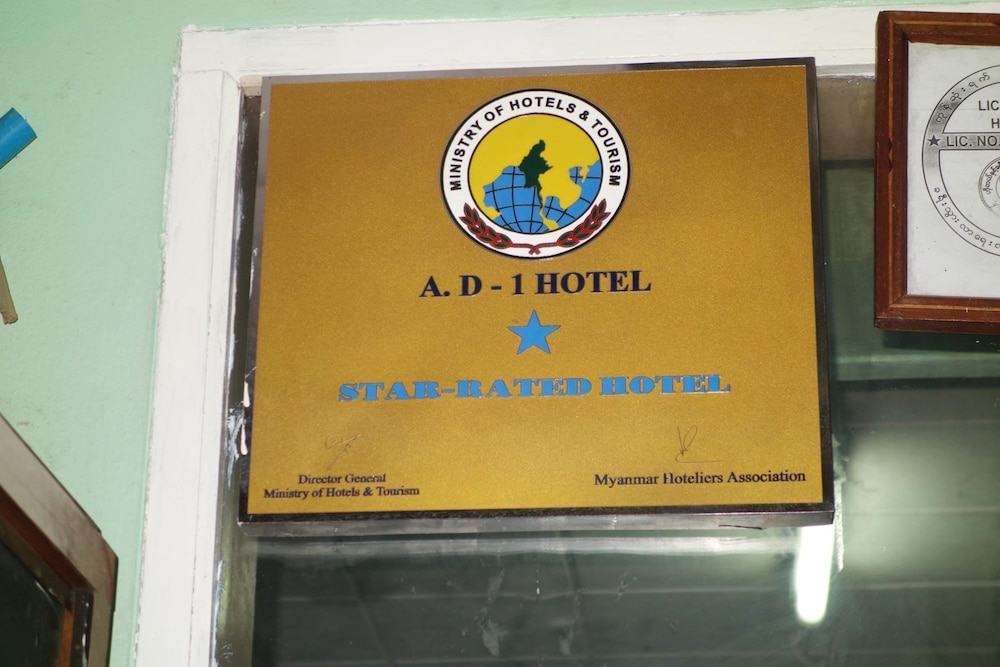 MINISTRY OF HOTELS & TOURISM
A. D - 1 HOTEL
STAR-RATED HOTEL
Director General
Ministry of Hotels & Tourism
Myanmar Hoteliers Association
LIC
H
LIC. NO.